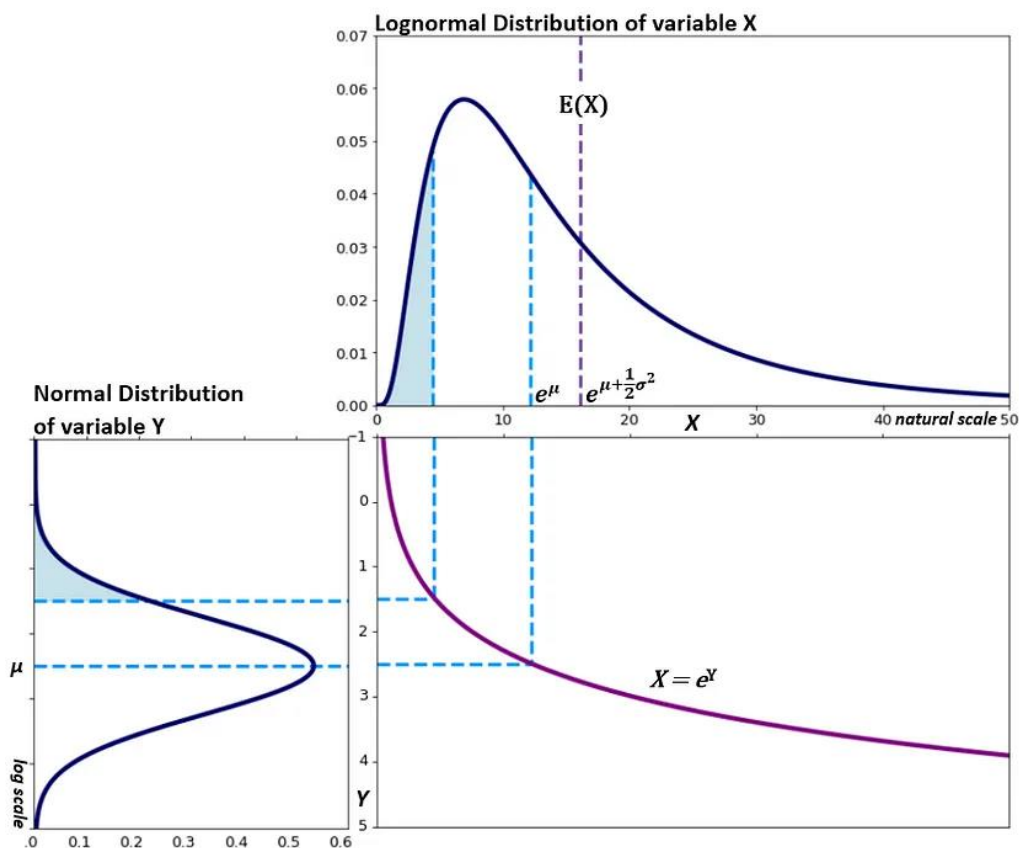 Lognormal Distribution of variable X
0.07
0.06
E(X)
0.05
0.04
0.03
0.02
0.01
e^μ e^{μ+½σ²}
0.00
0 10 20 30 40 50
X natural scale
Normal Distribution
of variable Y
-1
0
1
2
μ
X = e^Y
3
4
log scale
Y
5
.0 0.1 0.2 0.3 0.4 0.5 0.6